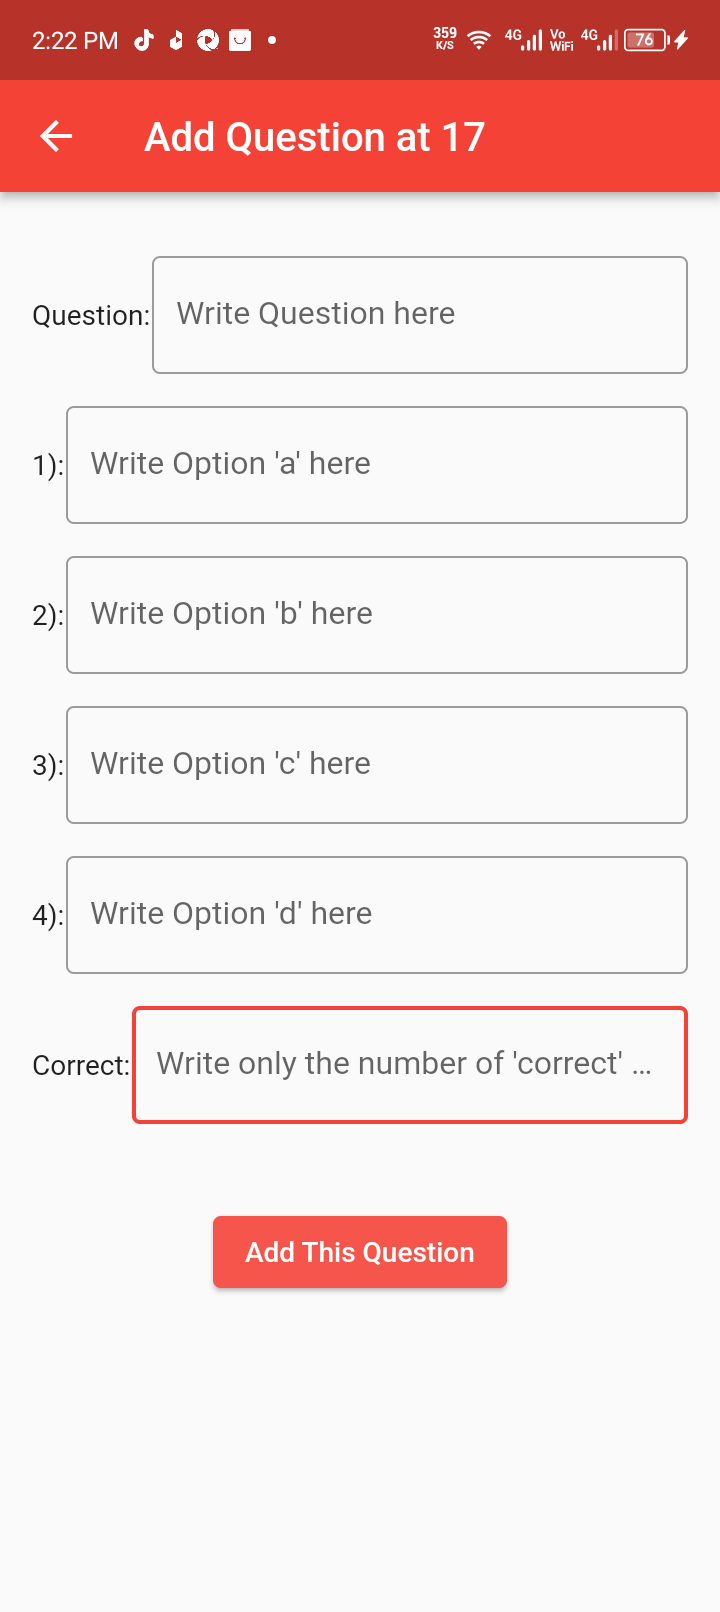 2:22 PM 359 K/S 4G Vo WiFi 4G 76
Add Question at 17
Question: Write Question here
1): Write Option 'a' here
2): Write Option 'b' here
3): Write Option 'c' here
4): Write Option 'd' here
Correct: Write only the number of 'correct' ...
Add This Question